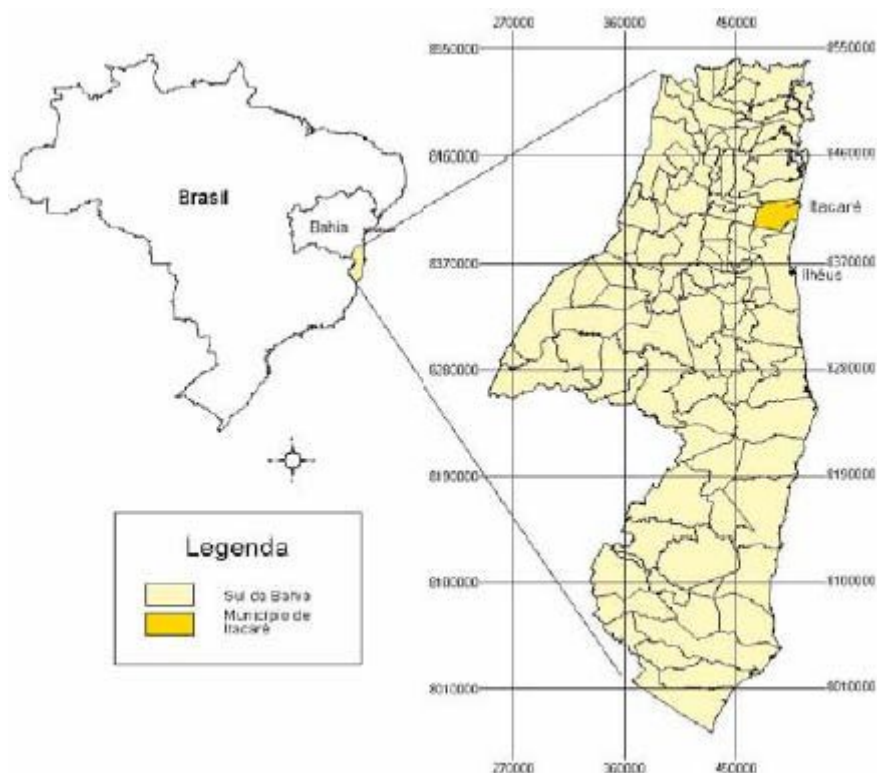 270000 360000 450000
8550000 8550000
8460000 8460000
Brasil
Bahia
Itacaré
8370000 8370000
Ilhéus
8280000 8280000
8190000 8190000
Legenda
Sul da Bahia
Município de
Itacaré
8100000 8100000
8010000 8010000
270000 360000 450000